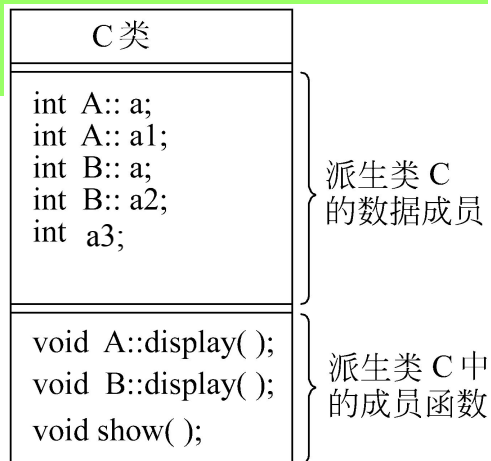 C 类
int A:: a;
int A:: a1;
int B:: a;
int B:: a2;
int a3;
派生类 C
的数据成员
void A::display( );
void B::display( );
void show( );
派生类 C 中
的成员函数